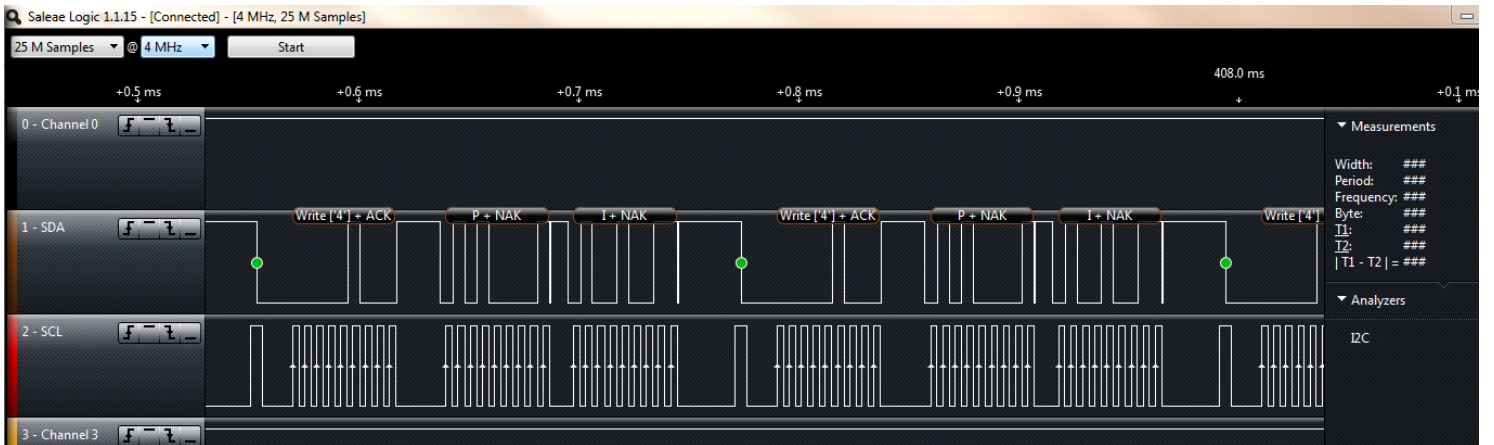 Saleae Logic 1.1.15 - [Connected] - [4 MHz, 25 M Samples]
25 M Samples @ 4 MHz Start
408.0 ms
+0.5 ms +0.6 ms +0.7 ms +0.8 ms +0.9 ms +0.1 ms
0 - Channel 0
Measurements
Width: ###
Period: ###
Frequency: ###
Byte: ###
T1: ###
T2: ###
| T1 - T2 | = ###
Write ['4'] + ACK P + NAK I + NAK Write ['4'] + ACK P + NAK I + NAK Write ['4']
1 - SDA
Analyzers
2 - SCL
I2C
3 - Channel 3